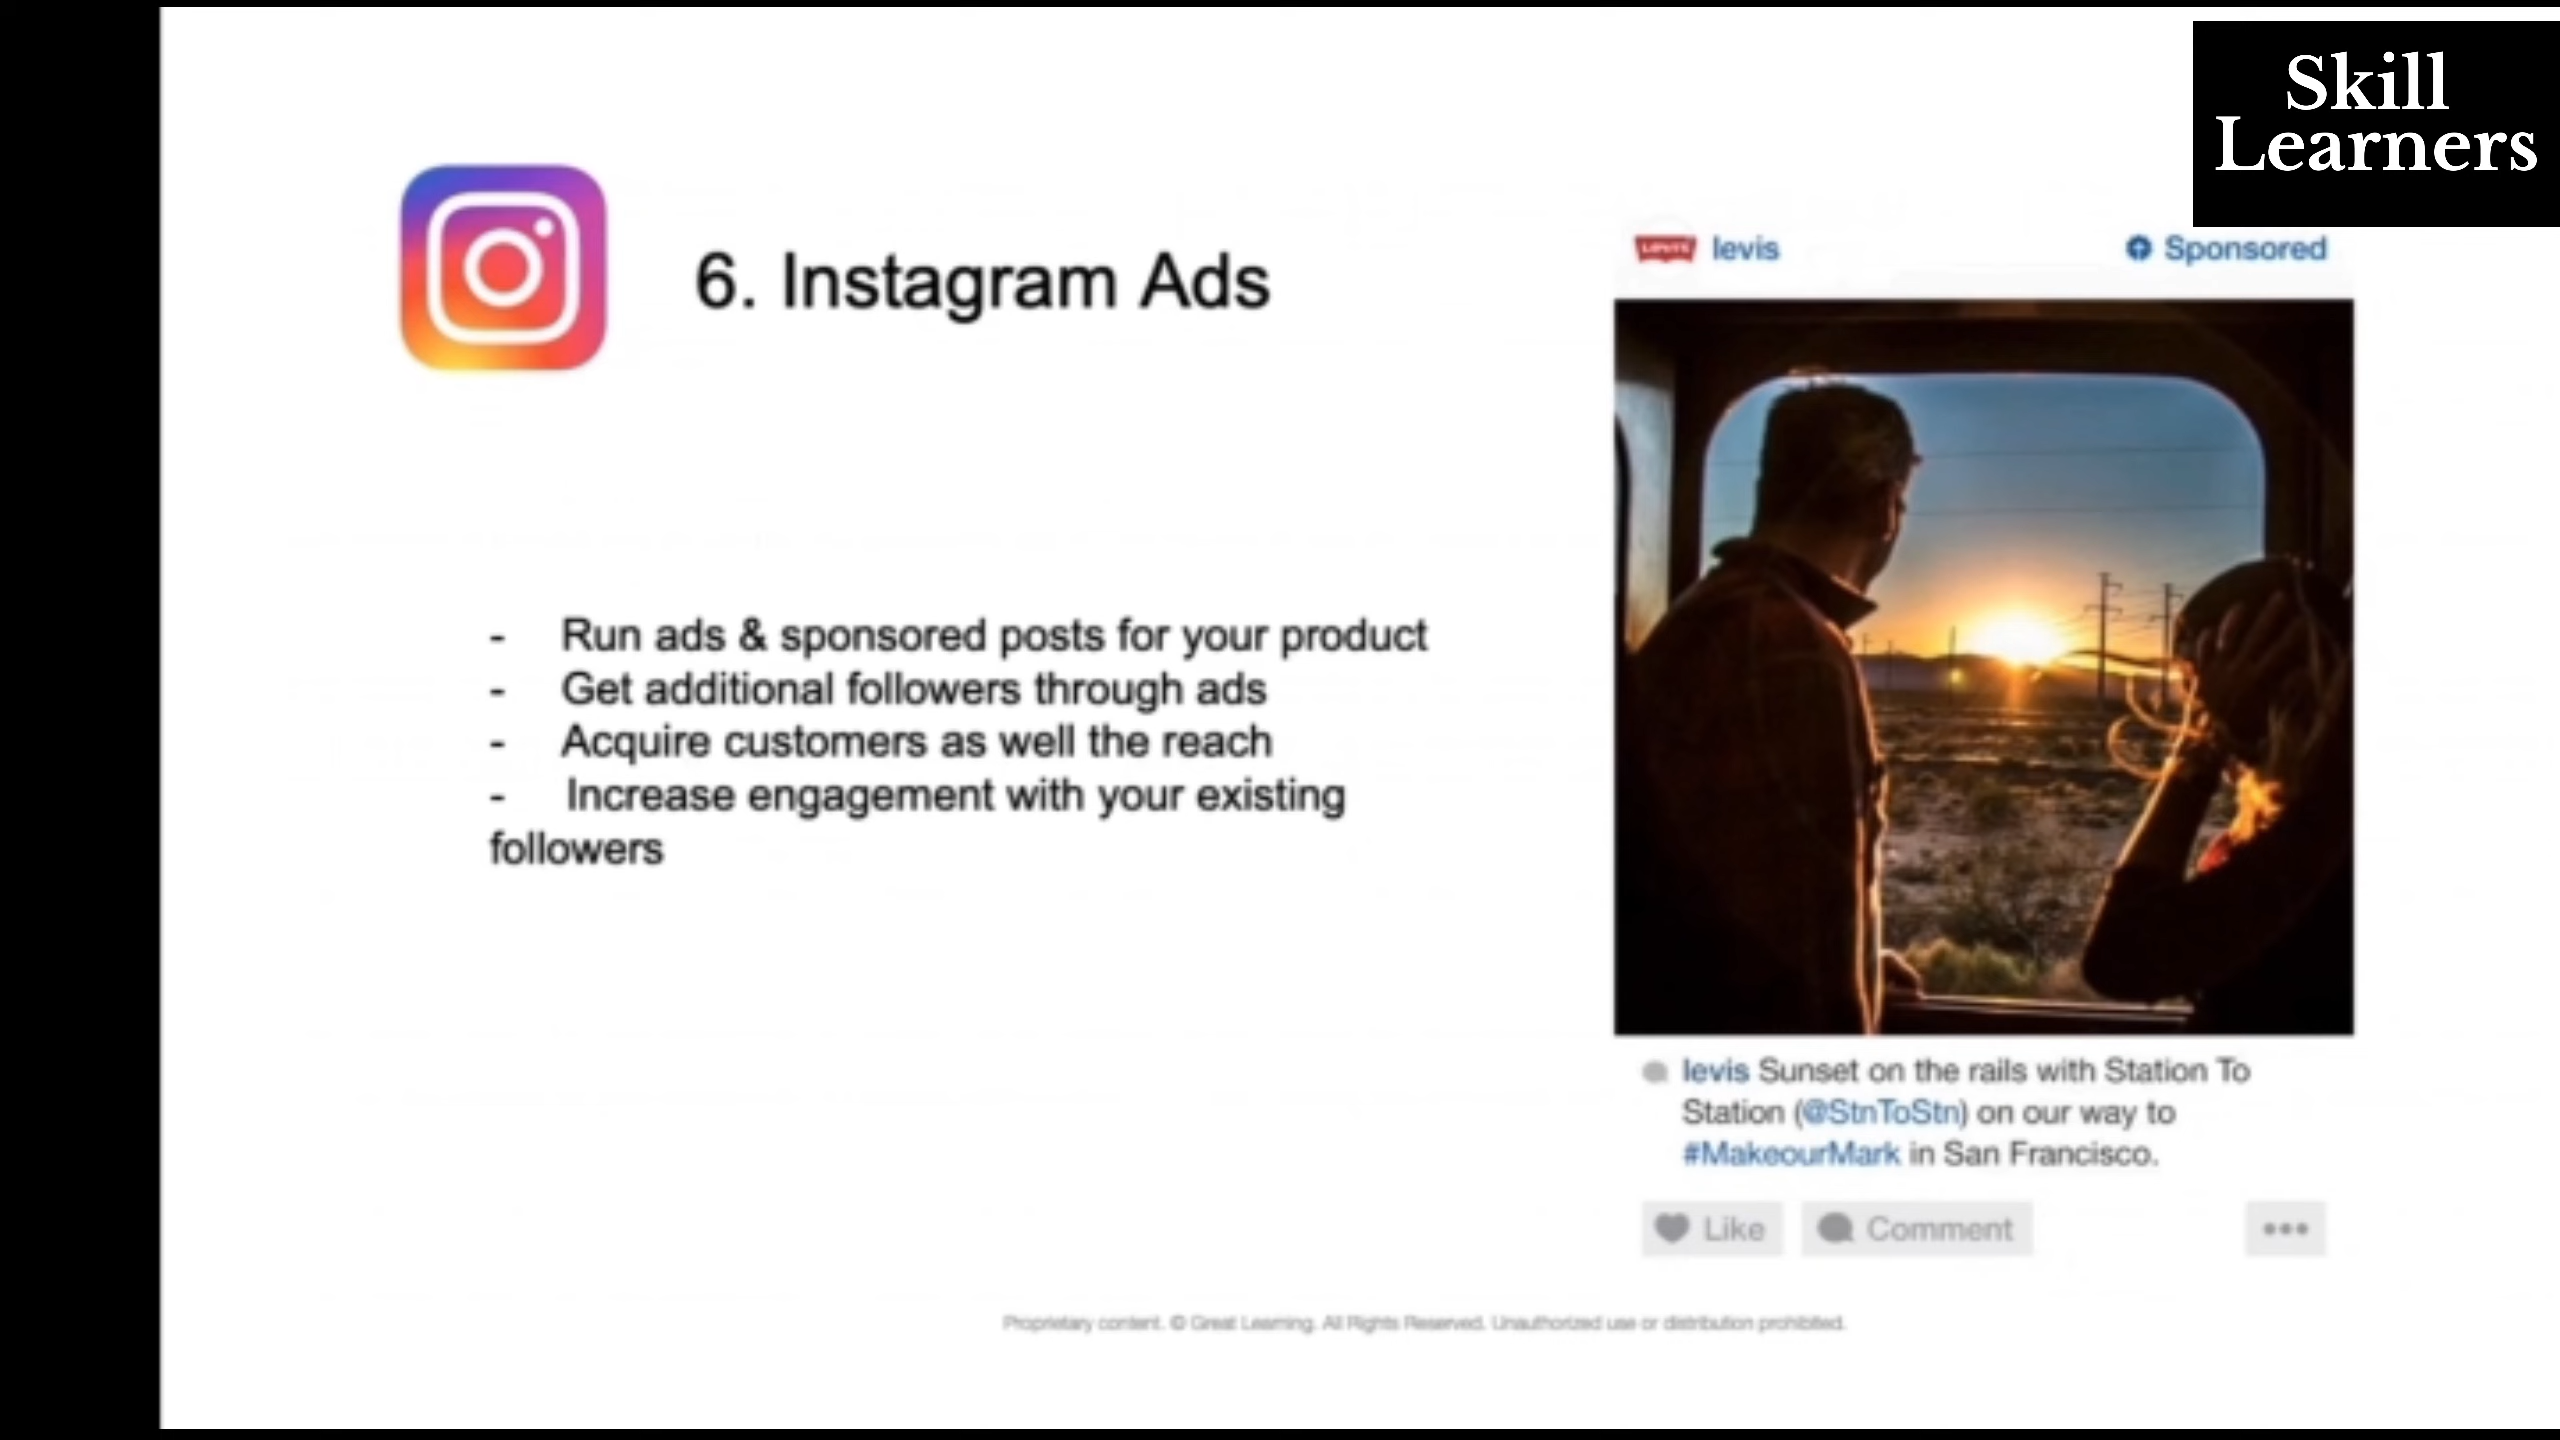 Skill
Learners
6. Instagram Ads
- Run ads & sponsored posts for your product
- Get additional followers through ads
- Acquire customers as well the reach
- Increase engagement with your existing
followers
LEVI'S levis Sponsored
levis Sunset on the rails with Station To
Station (@StnToStn) on our way to
#MakeourMark in San Francisco.
Like Comment
Proprietary content. © Great Learning. All Rights Reserved. Unauthorized use or distribution prohibited.